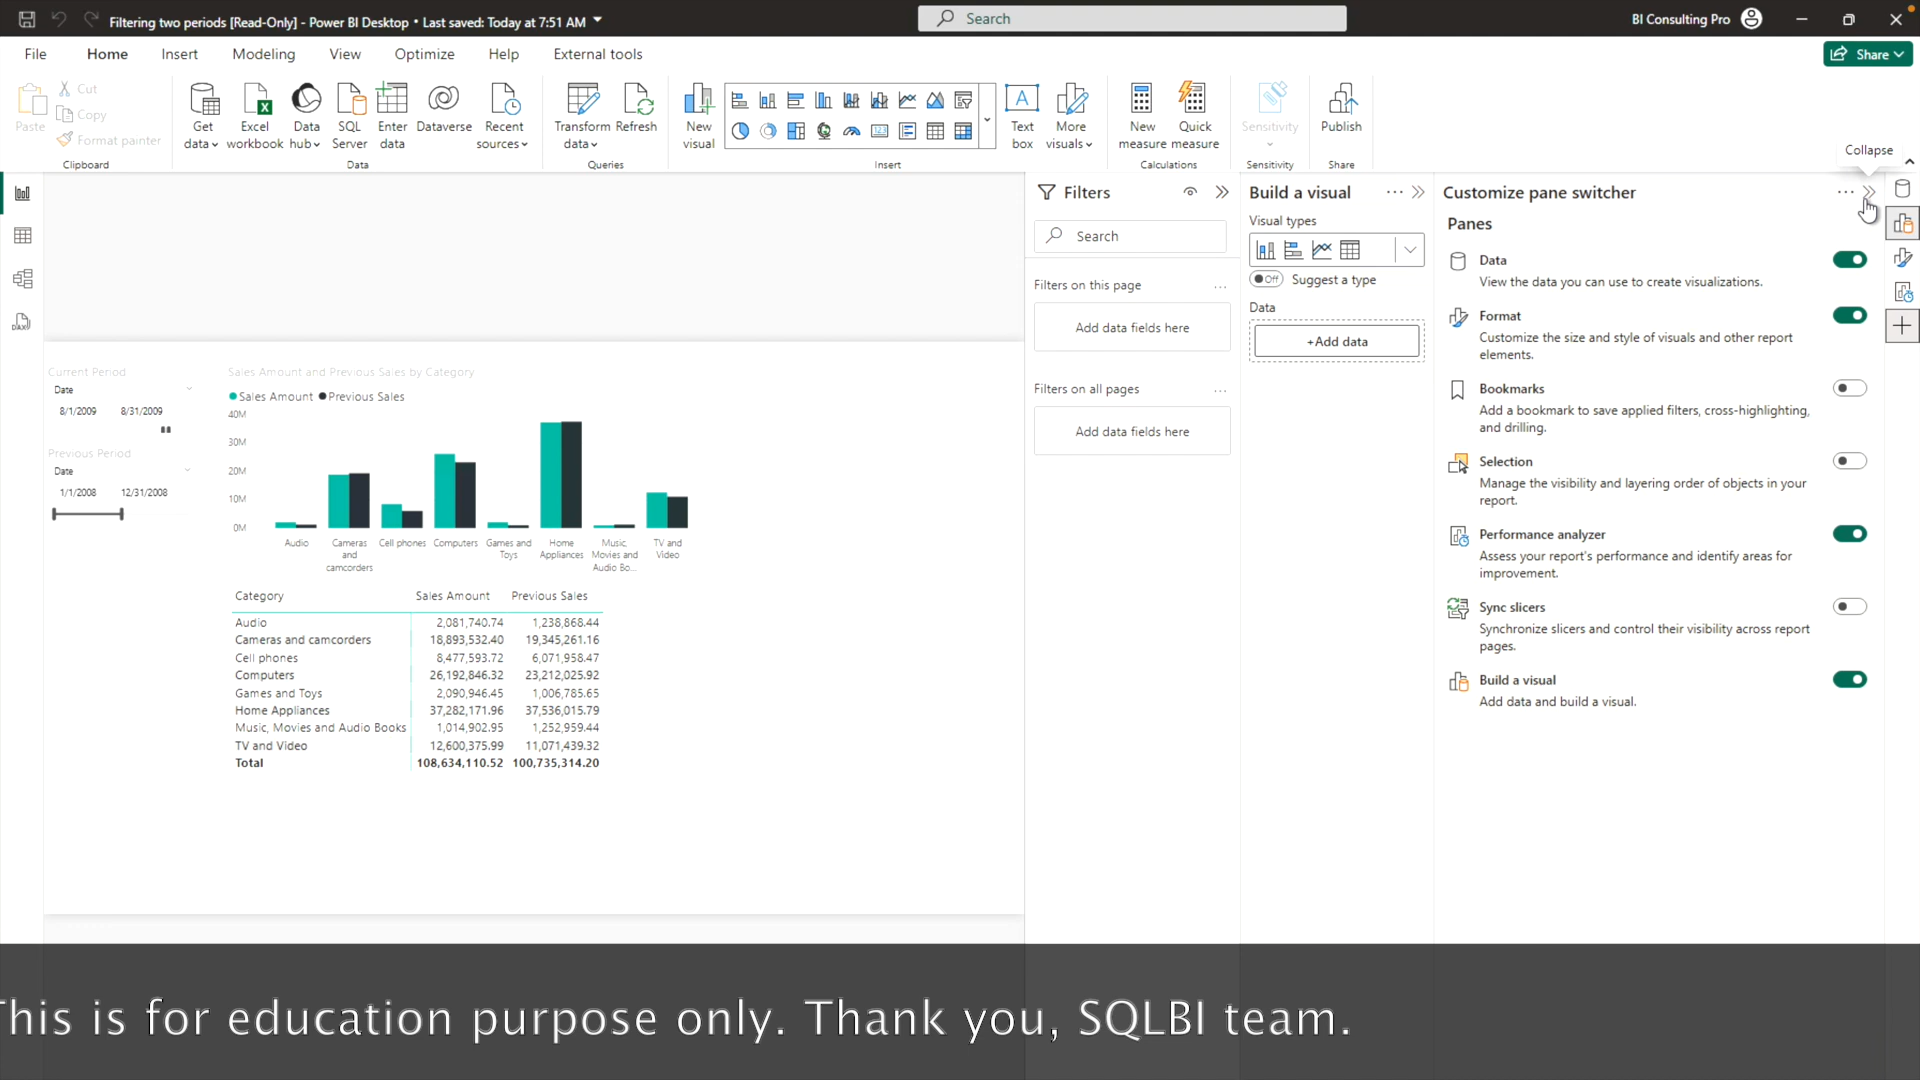 Filtering two periods [Read-Only] - Power BI Desktop • Last saved: Today at 7:51 AM
Search
BI Consulting Pro
File
Home
Insert
Modeling
View
Optimize
Help
External tools
Share
Paste
Cut
Copy
Format painter
Clipboard
Get data
Excel workbook
Data hub
SQL Server
Enter data
Dataverse
Recent sources
Data
Transform data
Refresh
Queries
New visual
Text box
More visuals
Insert
New measure
Quick measure
Calculations
Sensitivity
Sensitivity
Publish
Share
Collapse
Current Period
Date
8/1/2009 8/31/2009
Previous Period
Date
1/1/2008 12/31/2008
Sales Amount and Previous Sales by Category
Sales Amount Previous Sales
40M
30M
20M
10M
0M
Audio
Cameras and camcorders
Cell phones
Computers
Games and Toys
Home Appliances
Music, Movies and Audio Bo...
TV and Video
Category Sales Amount Previous Sales
Audio 2,081,740.74 1,238,868.44
Cameras and camcorders 18,893,532.40 19,345,261.16
Cell phones 8,477,593.72 6,071,958.47
Computers 26,192,846.32 23,212,025.92
Games and Toys 2,090,946.45 1,006,785.65
Home Appliances 37,282,171.96 37,536,015.79
Music, Movies and Audio Books 1,014,902.95 1,252,959.44
TV and Video 12,600,375.99 11,071,439.32
Total 108,634,110.52 100,735,314.20
Filters
Search
Filters on this page
Add data fields here
Filters on all pages
Add data fields here
Build a visual
Visual types
Off Suggest a type
Data
+Add data
Customize pane switcher
Panes
Data
View the data you can use to create visualizations.
Format
Customize the size and style of visuals and other report
elements.
Bookmarks
Add a bookmark to save applied filters, cross-highlighting,
and drilling.
Selection
Manage the visibility and layering order of objects in your
report.
Performance analyzer
Assess your report's performance and identify areas for
improvement.
Sync slicers
Synchronize slicers and control their visibility across report
pages.
Build a visual
Add data and build a visual.
This is for education purpose only. Thank you, SQLBI team.